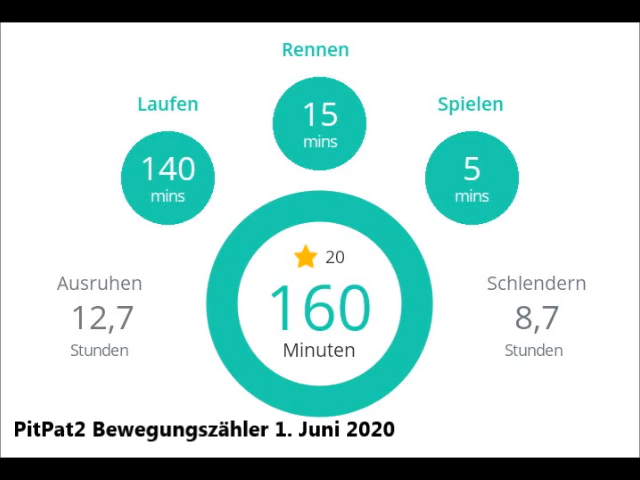 Rennen
Laufen
Spielen
15
mins
140
mins
5
mins
20
160
Minuten
Ausruhen
12,7
Stunden
Schlendern
8,7
Stunden
PitPat2 Bewegungszähler 1. Juni 2020